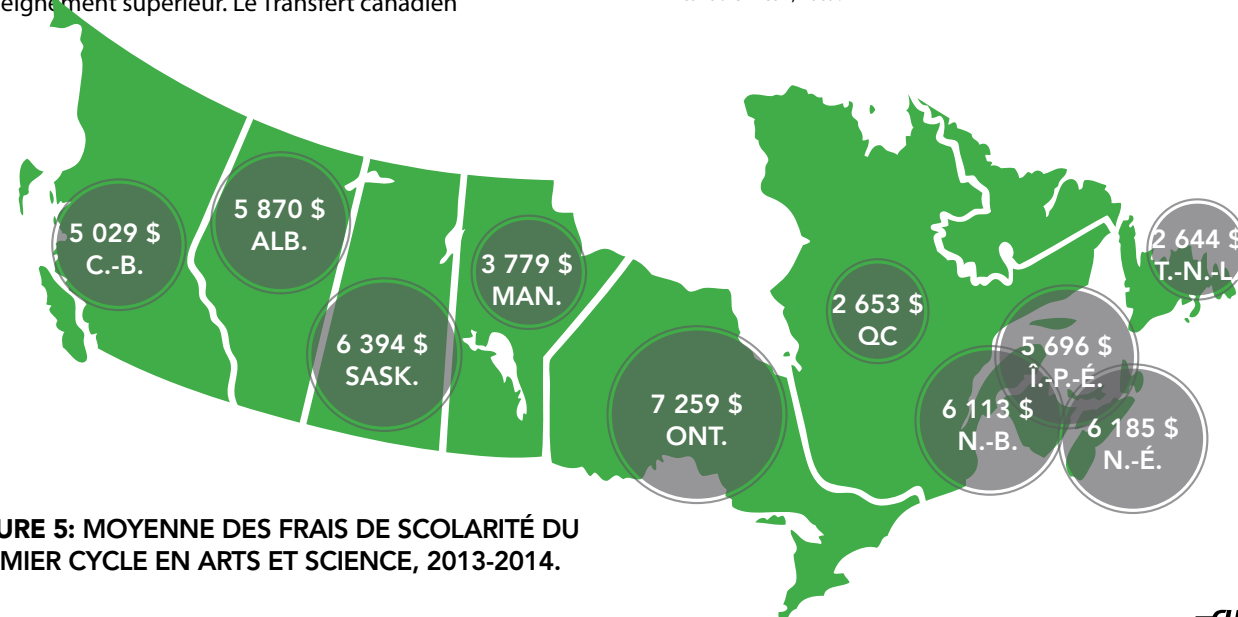 seignement supérieur. Le Transfert canadien
5 029 $
C.-B.
5 870 $
ALB.
6 394 $
SASK.
3 779 $
MAN.
7 259 $
ONT.
2 653 $
QC
2 644 $
T.-N.-L
5 696 $
Î.-P.-É.
6 113 $
N.-B.
6 185 $
N.-É.
URE 5: MOYENNE DES FRAIS DE SCOLARITÉ DU
MIER CYCLE EN ARTS ET SCIENCE, 2013-2014.